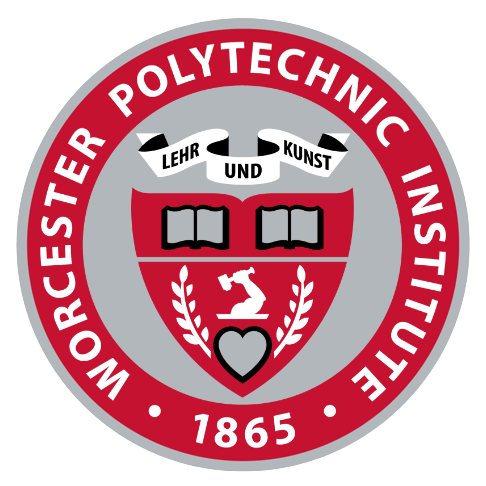 WORCESTER POLYTECHNIC INSTITUTE
LEHR UND KUNST
• 1865 •